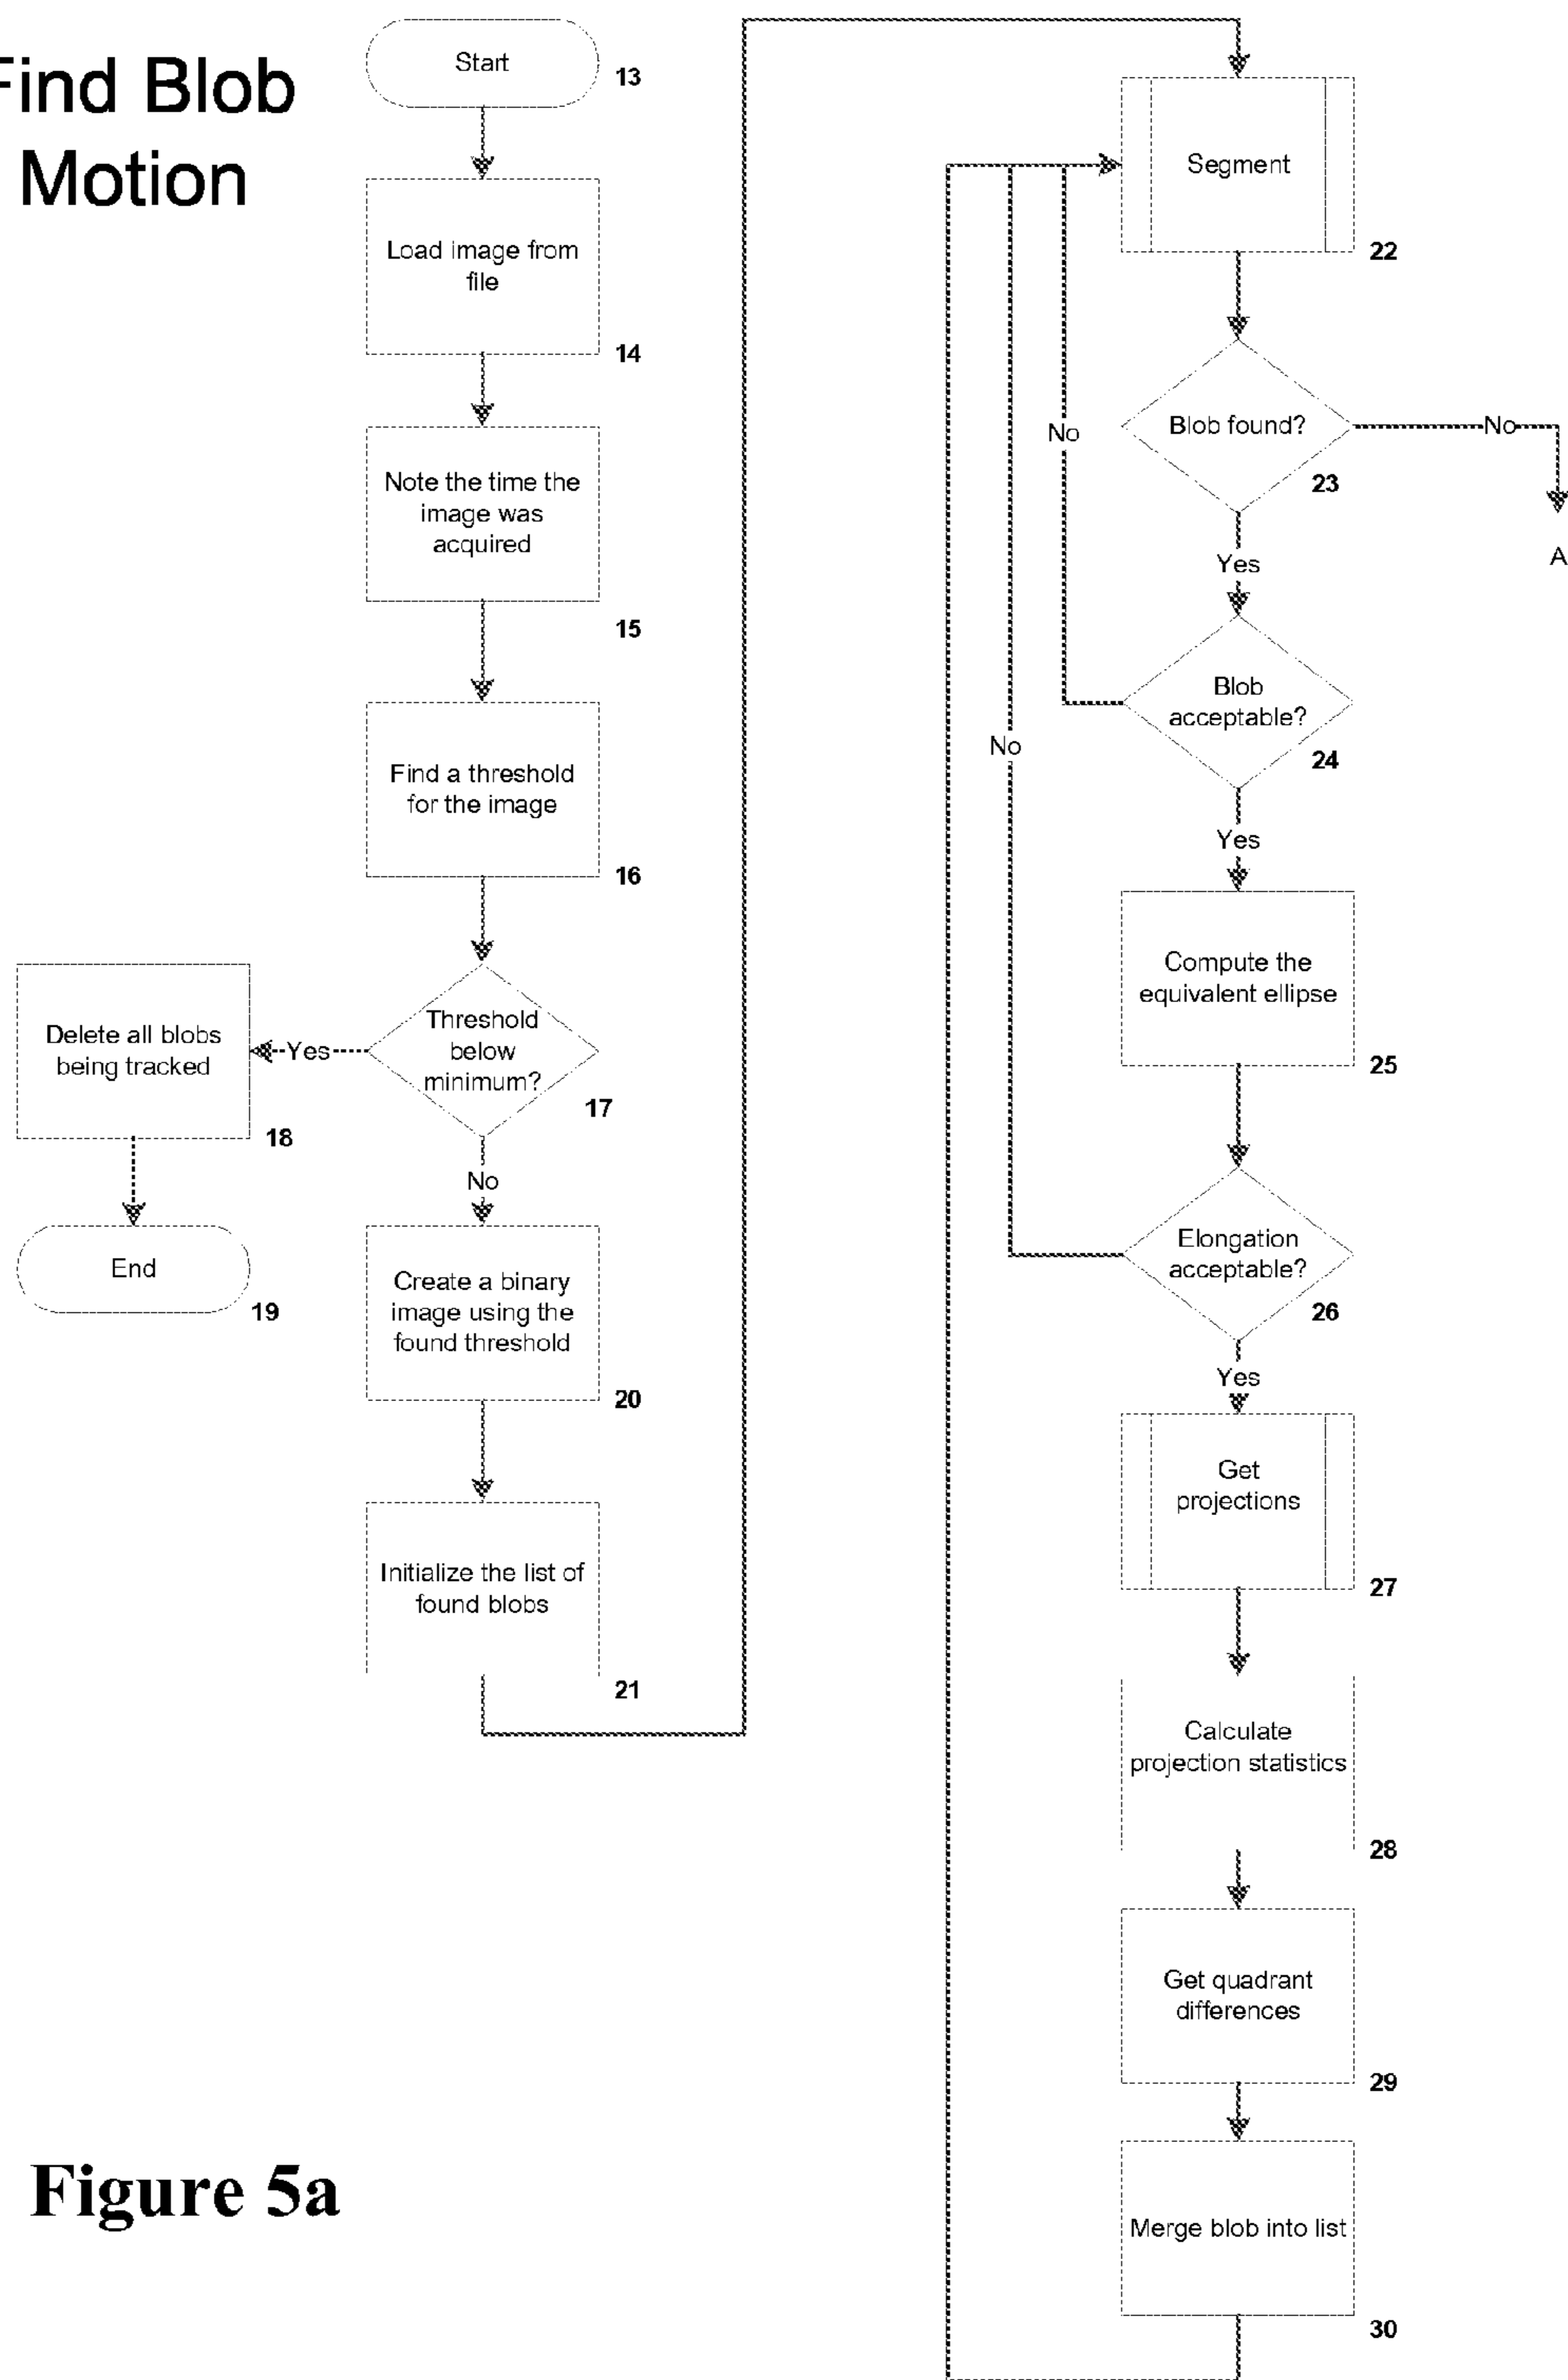 Find Blob
Motion
Start
13
Load image from
file
14
Note the time the
image was
acquired
15
Find a threshold
for the image
16
Threshold
below
minimum?
17
Yes
Delete all blobs
being tracked
18
End
19
No
Create a binary
image using the
found threshold
20
Initialize the list of
found blobs
21
Segment
22
Blob found?
23
No
A
Yes
Blob
acceptable?
24
No
Yes
Compute the
equivalent ellipse
25
Elongation
acceptable?
26
No
Yes
Get
projections
27
Calculate
projection statistics
28
Get quadrant
differences
29
Merge blob into list
30
Figure 5a